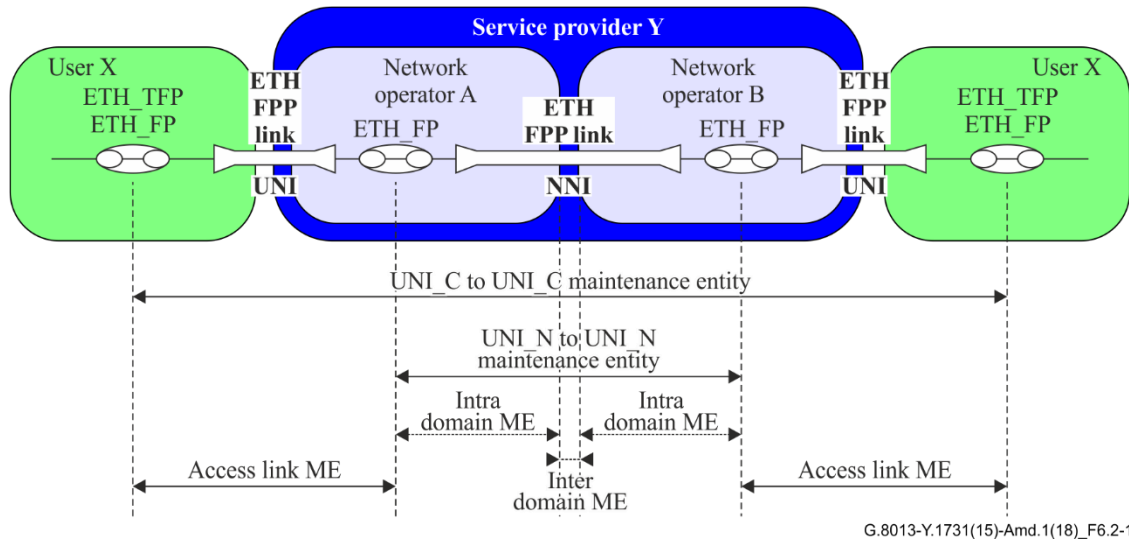 Service provider Y
User X
ETH_TFP
ETH_FP
ETH
FPP
link
UNI
Network
operator A
ETH_FP
ETH
FPP link
NNI
Network
operator B
ETH_FP
ETH
FPP
link
UNI
User X
ETH_TFP
ETH_FP
UNI_C to UNI_C maintenance entity
UNI_N to UNI_N
maintenance entity
Intra
domain ME
Intra
domain ME
Access link ME
Inter
domain ME
Access link ME
G.8013-Y.1731(15)-Amd.1(18)_F6.2-1